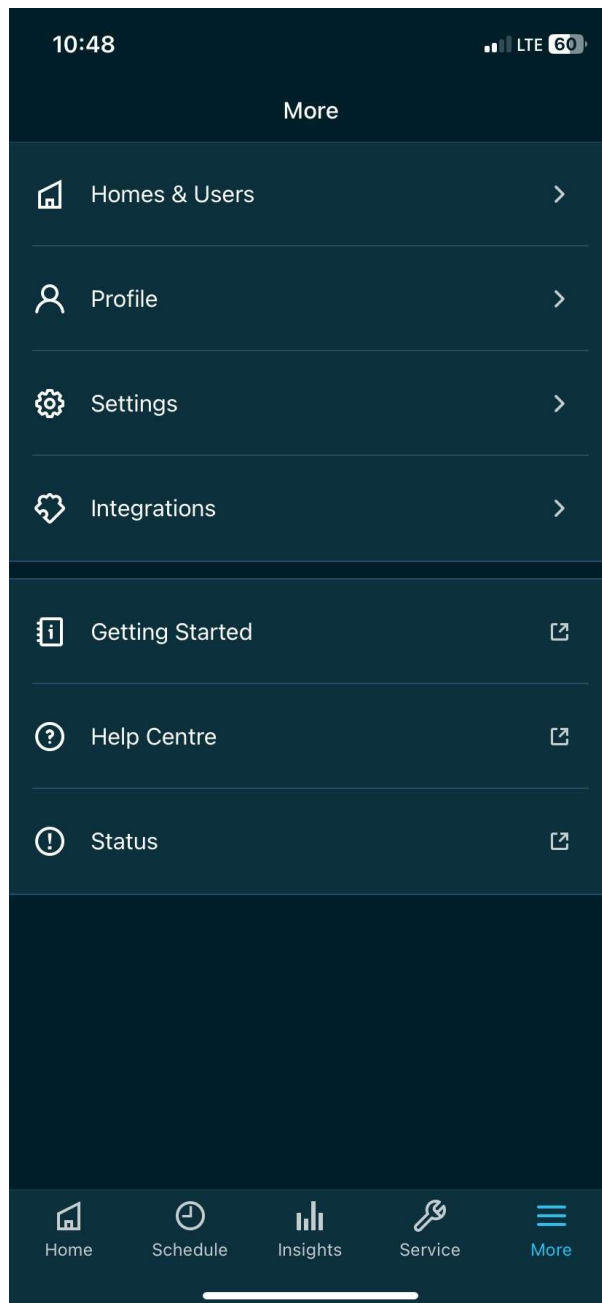 10:48
LTE 60
More
Homes & Users
Profile
Settings
Integrations
Getting Started
Help Centre
Status
Home Schedule Insights Service More